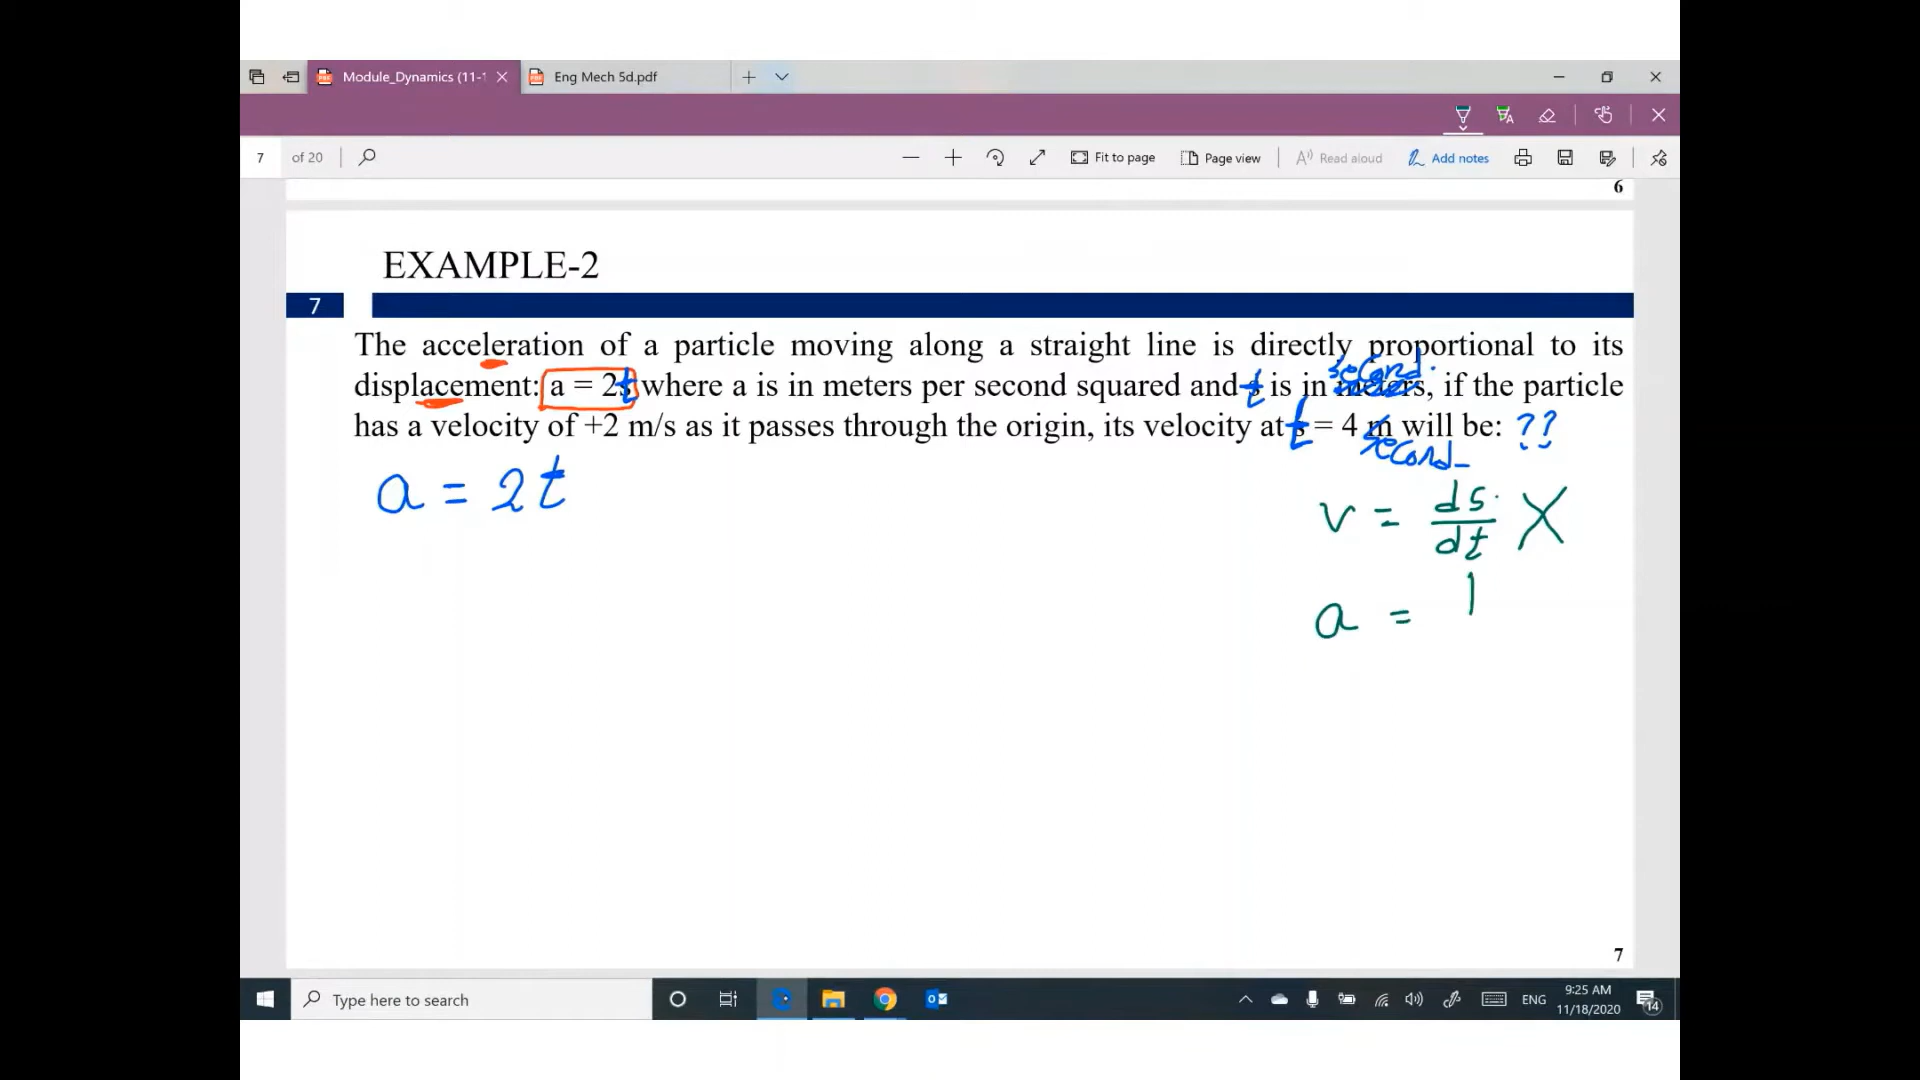 Module_Dynamics (11-1
Eng Mech 5d.pdf
7 of 20
Fit to page
Page view
Read aloud
Add notes
6
EXAMPLE-2
7
The acceleration of a particle moving along a straight line is directly proportional to its
second.
displacement: a = 2t where a is in meters per second squared and t is in meters, if the particle
has a velocity of +2 m/s as it passes through the origin, its velocity at t = 4 m will be: ??
second
a = 2t
v = ds/dt X
a =
7
Type here to search
ENG
9:25 AM
11/18/2020
14